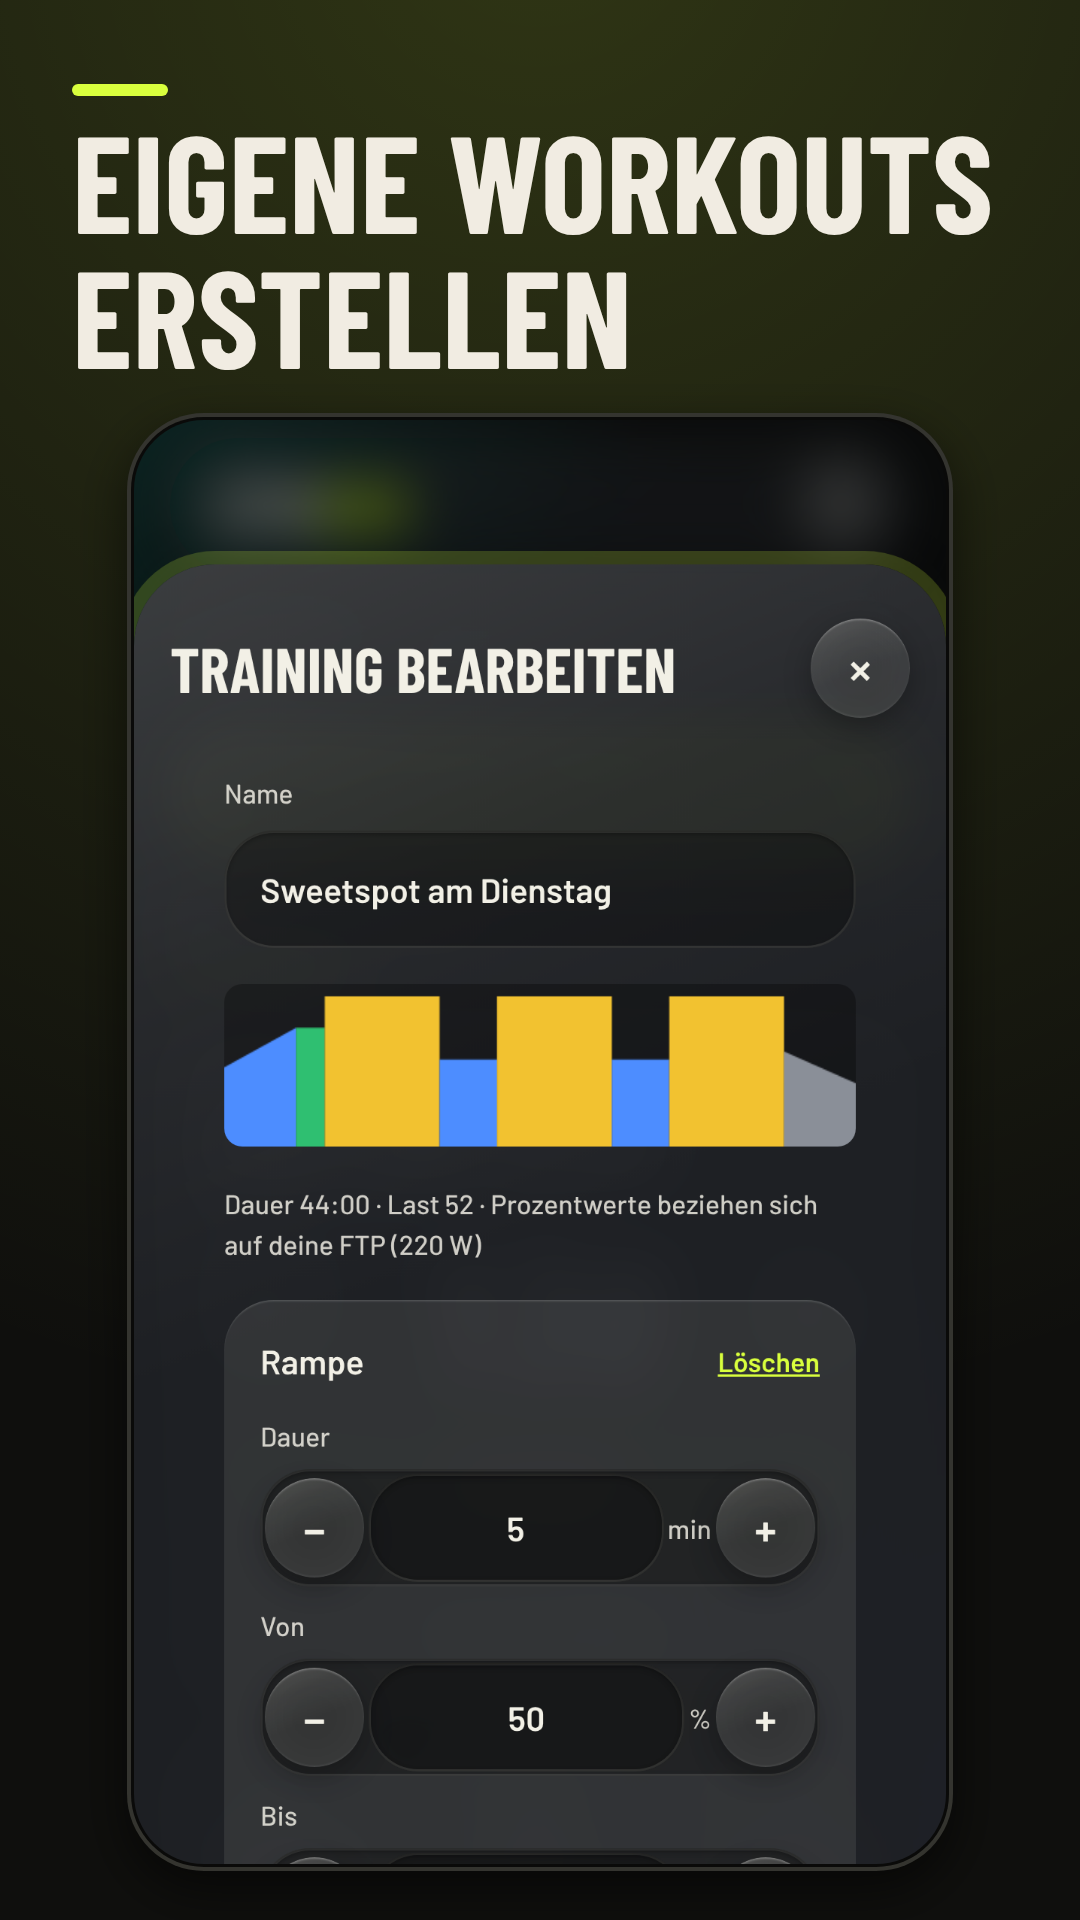 EIGENE WORKOUTS
ERSTELLEN
TRAINING BEARBEITEN
×
Name
Sweetspot am Dienstag
Dauer 44:00 · Last 52 · Prozentwerte beziehen sich
auf deine FTP (220 W)
Rampe Löschen
Dauer
− 5 min +
Von
− 50 % +
Bis